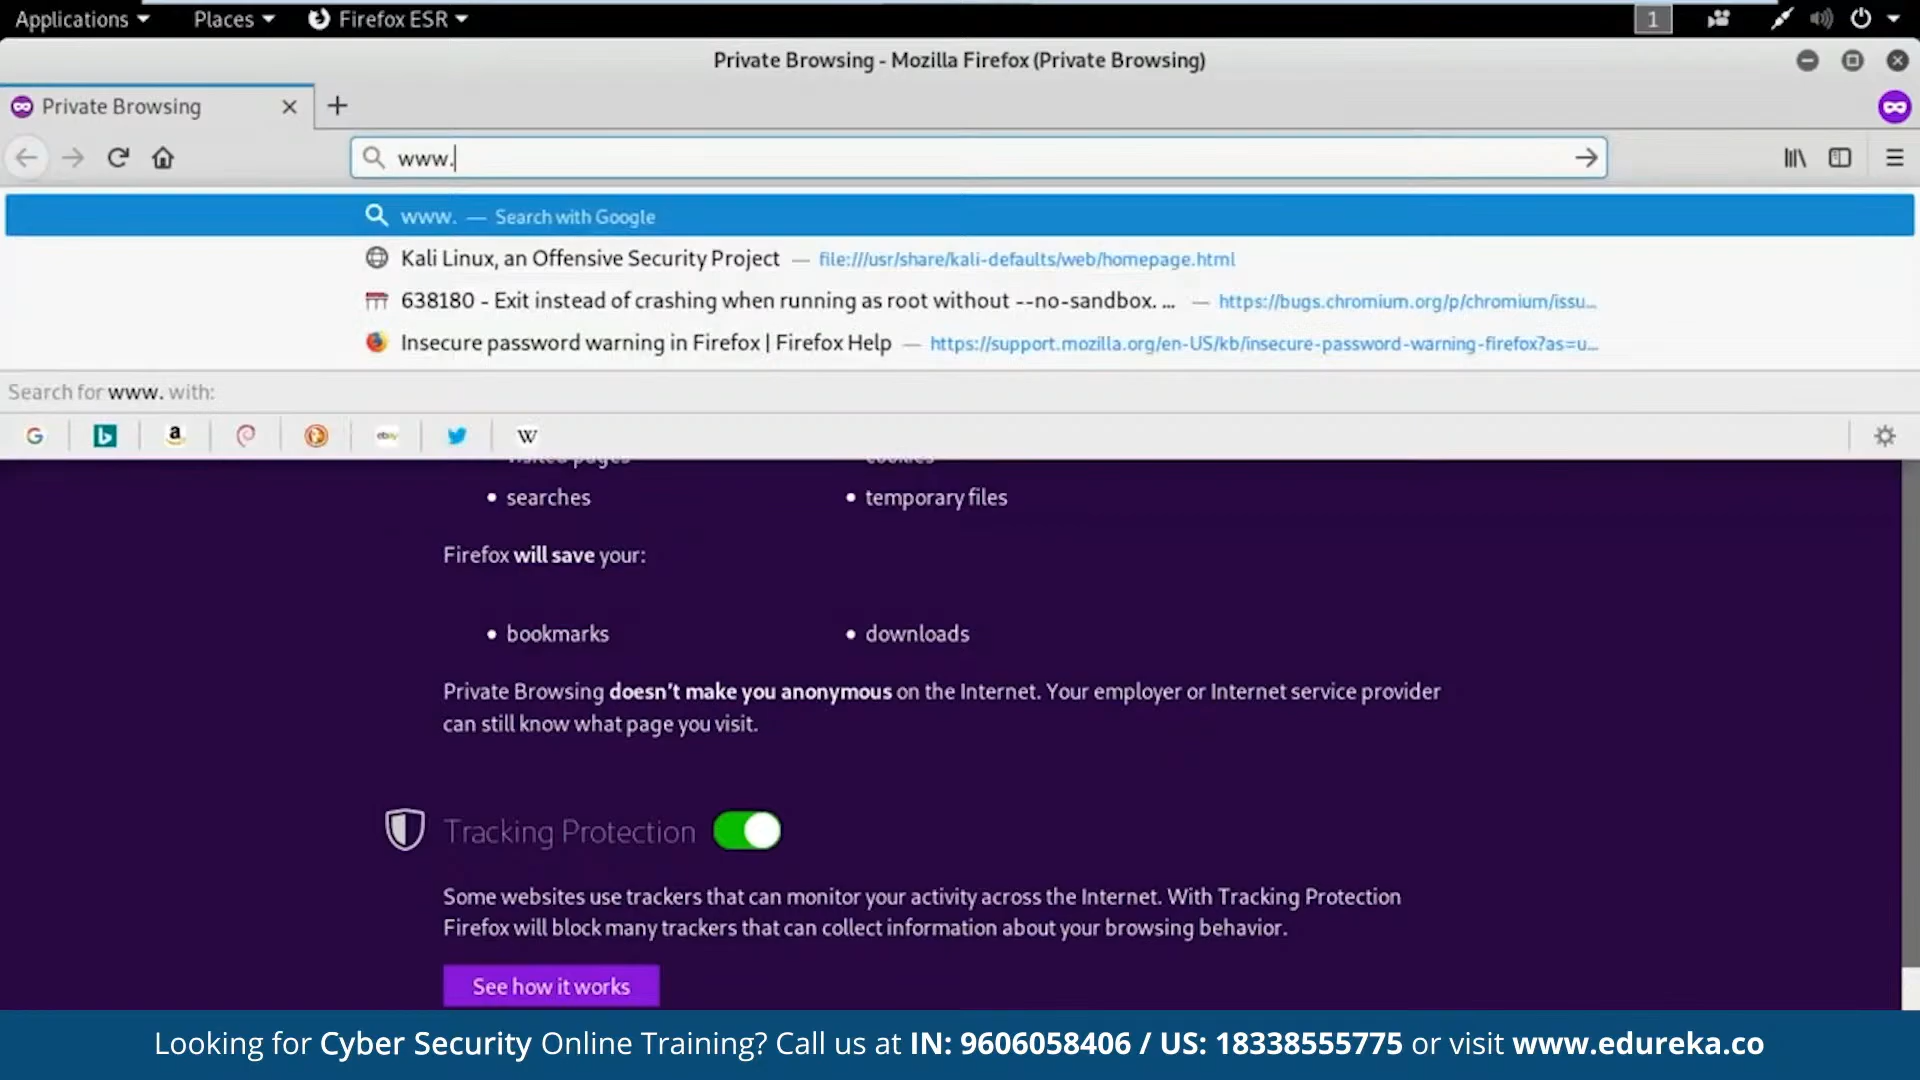 Applications Places Firefox ESR 1
Private Browsing - Mozilla Firefox (Private Browsing)
Private Browsing
www.
www. — Search with Google
Kali Linux, an Offensive Security Project — file:///usr/share/kali-defaults/web/homepage.html
638180 - Exit instead of crashing when running as root without --no-sandbox. ... — https://bugs.chromium.org/p/chromium/issu...
Insecure password warning in Firefox | Firefox Help — https://support.mozilla.org/en-US/kb/insecure-password-warning-firefox?as=u...
Search for www. with:
G b a ebay W
visited pages cookies
• searches • temporary files
Firefox will save your:
• bookmarks • downloads
Private Browsing doesn't make you anonymous on the Internet. Your employer or Internet service provider
can still know what page you visit.
Tracking Protection
Some websites use trackers that can monitor your activity across the Internet. With Tracking Protection
Firefox will block many trackers that can collect information about your browsing behavior.
See how it works
Looking for Cyber Security Online Training? Call us at IN: 9606058406 / US: 18338555775 or visit www.edureka.co